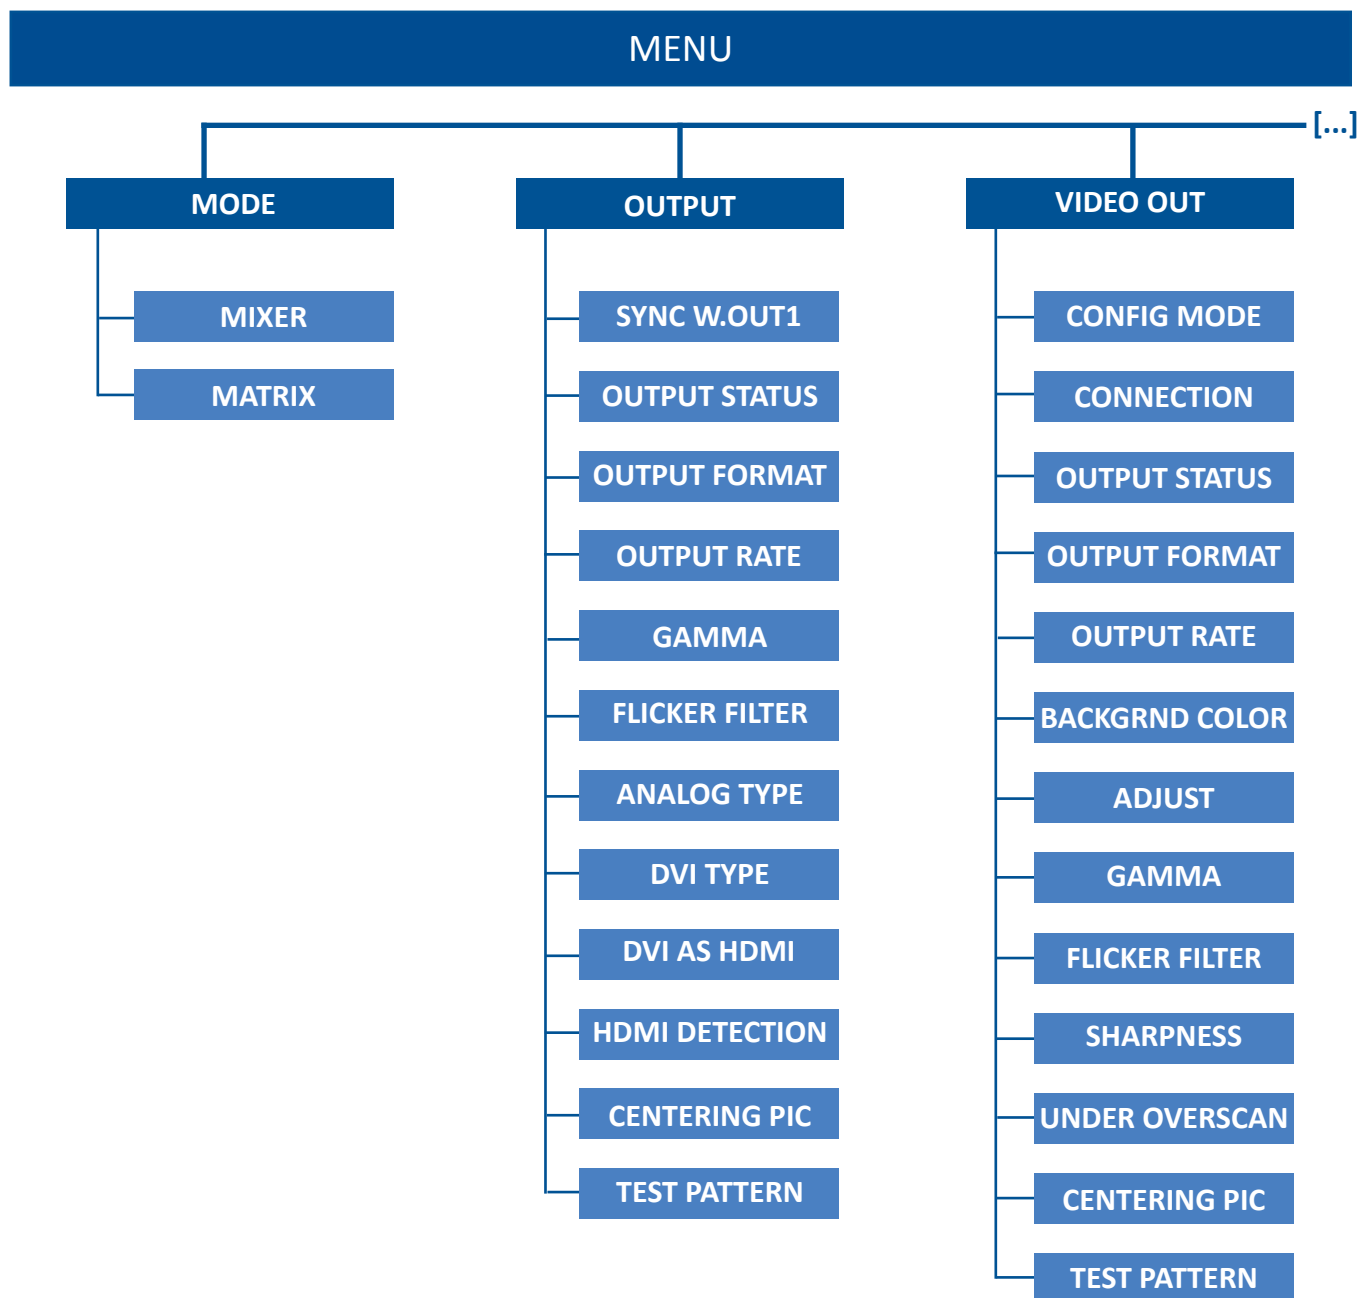 MENU
[...]
MODE
MIXER
MATRIX
OUTPUT
SYNC W.OUT1
OUTPUT STATUS
OUTPUT FORMAT
OUTPUT RATE
GAMMA
FLICKER FILTER
ANALOG TYPE
DVI TYPE
DVI AS HDMI
HDMI DETECTION
CENTERING PIC
TEST PATTERN
VIDEO OUT
CONFIG MODE
CONNECTION
OUTPUT STATUS
OUTPUT FORMAT
OUTPUT RATE
BACKGRND COLOR
ADJUST
GAMMA
FLICKER FILTER
SHARPNESS
UNDER OVERSCAN
CENTERING PIC
TEST PATTERN